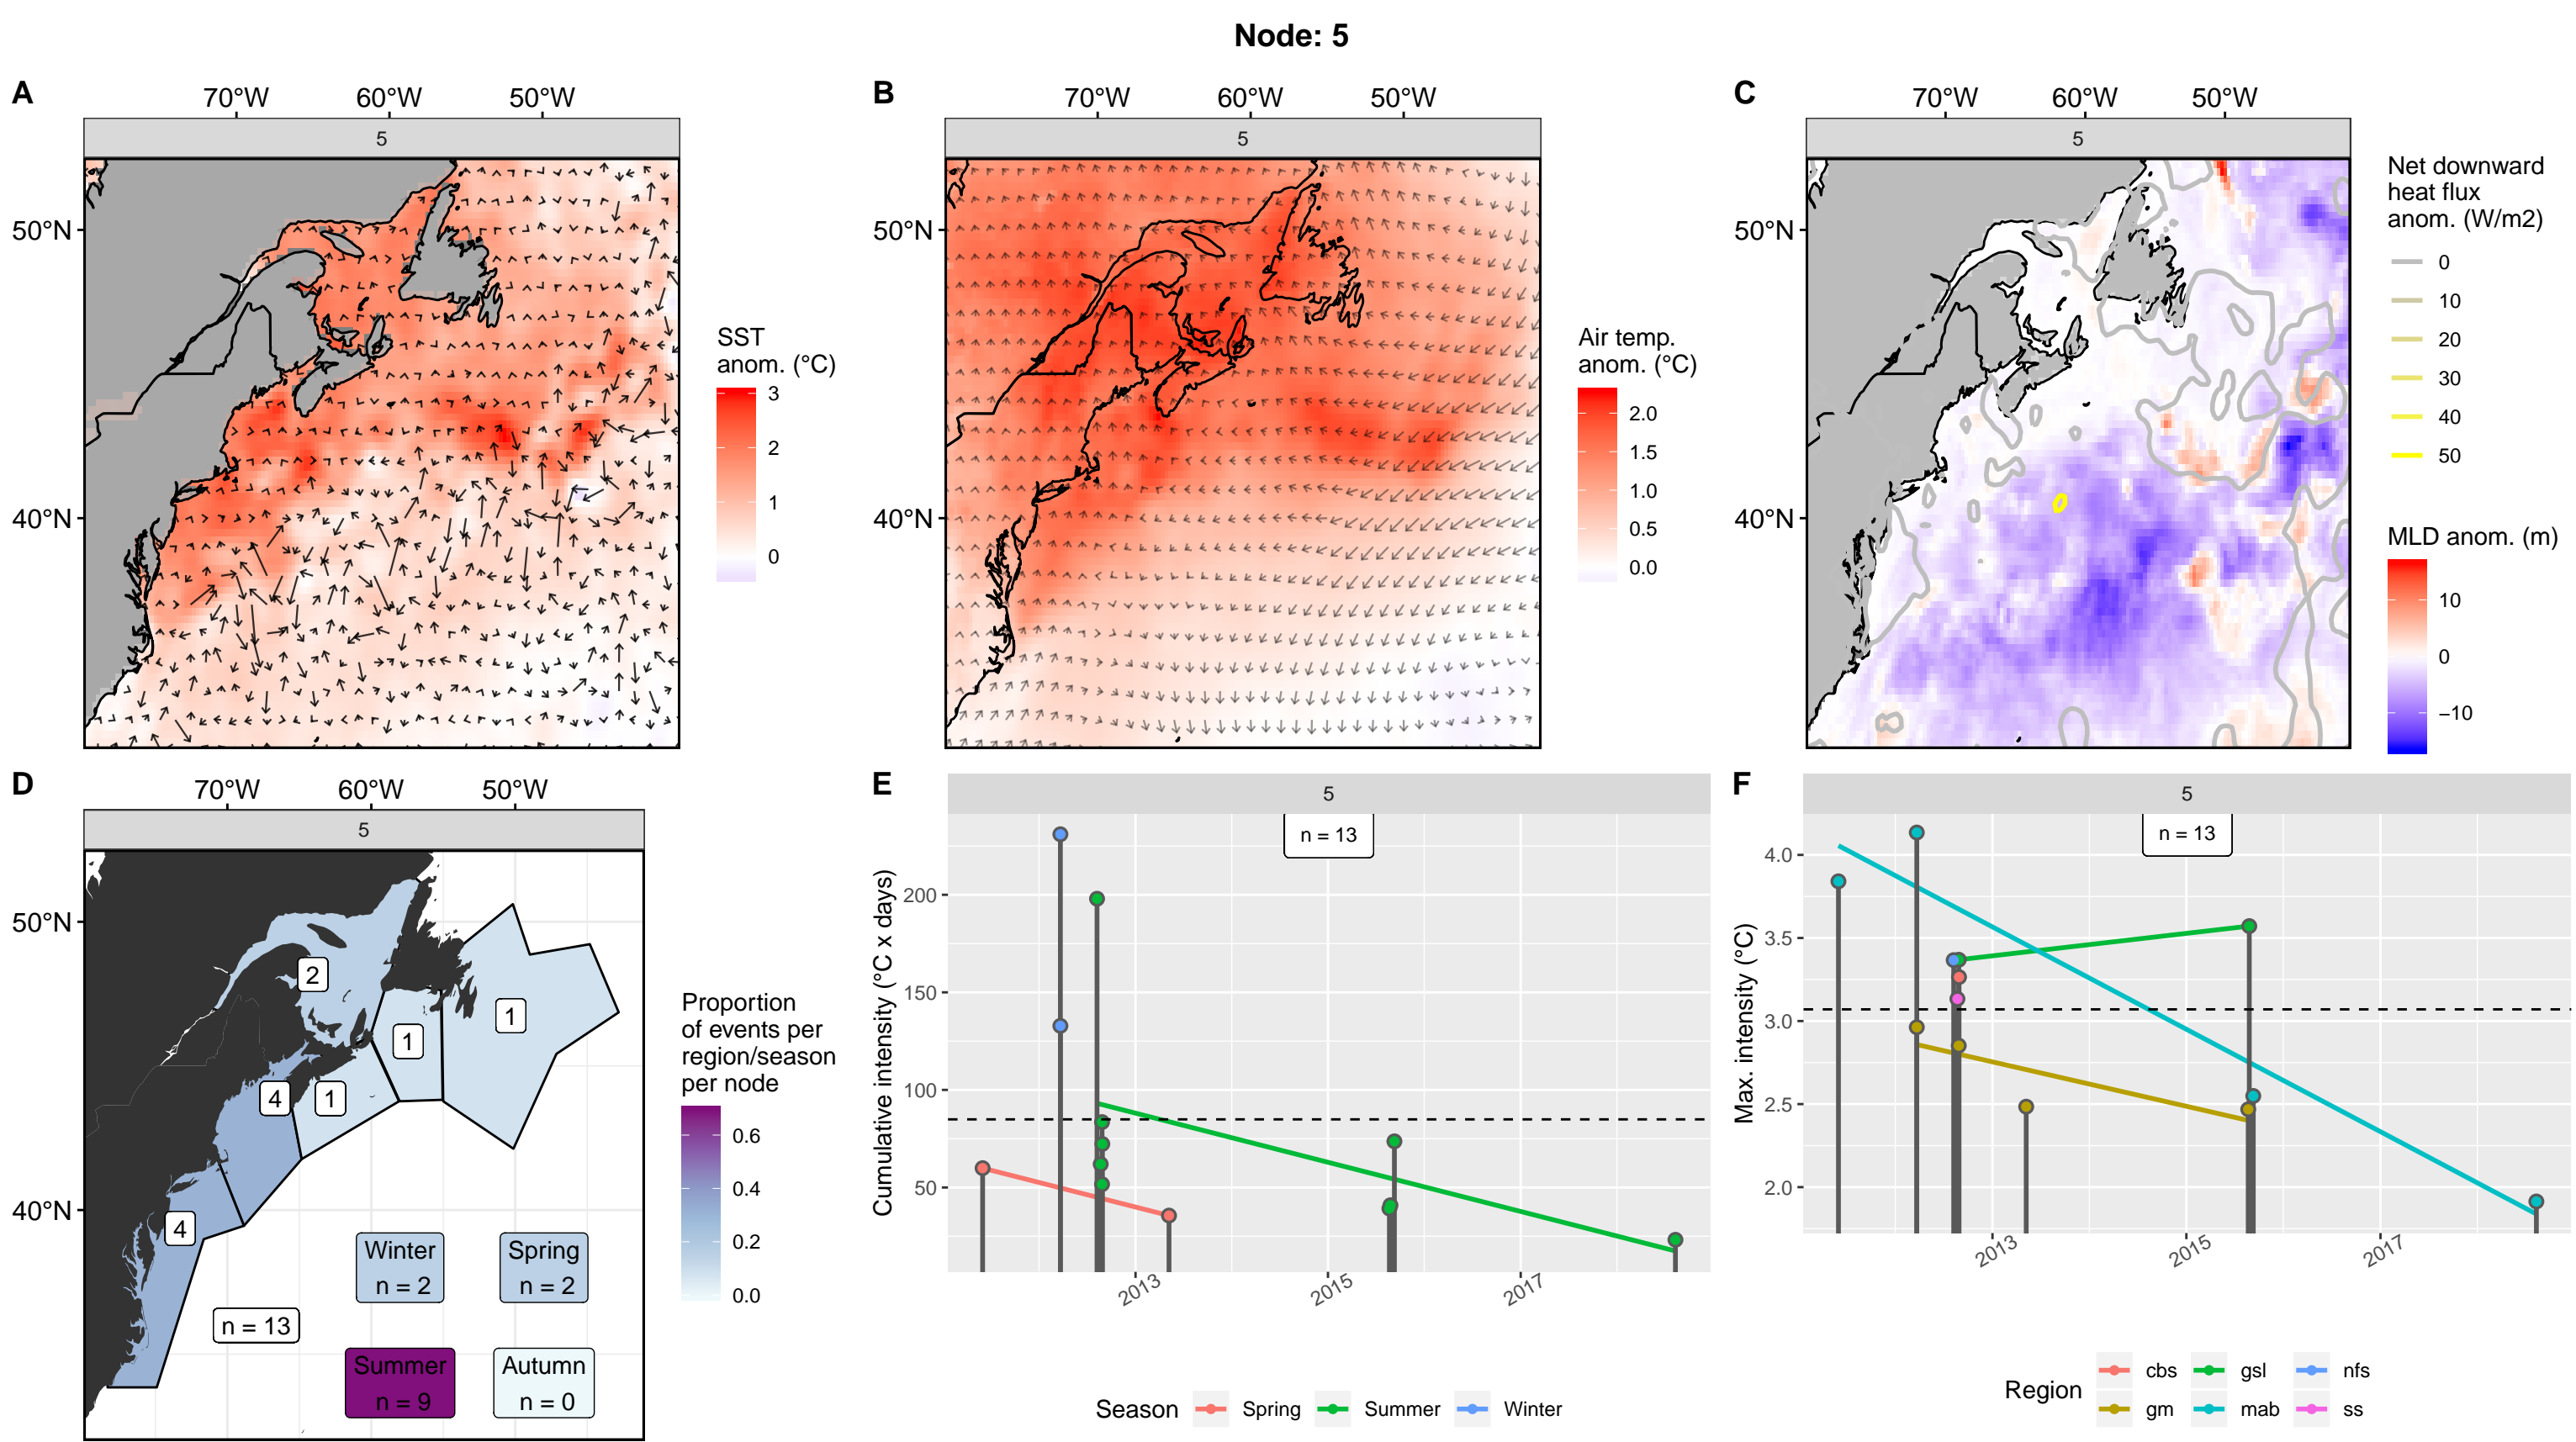 Node: 5
A
70°W 60°W 50°W
5
50°N
40°N
SST
anom. (°C)
3
2
1
0
B
70°W 60°W 50°W
5
50°N
40°N
Air temp.
anom. (°C)
2.0
1.5
1.0
0.5
0.0
C
70°W 60°W 50°W
5
50°N
40°N
Net downward
heat flux
anom. (W/m2)
0
10
20
30
40
50
MLD anom. (m)
10
0
−10
D
70°W 60°W 50°W
5
50°N
40°N
2
1
1
4
1
4
n = 13
Winter
n = 2
Spring
n = 2
Summer
n = 9
Autumn
n = 0
Proportion
of events per
region/season
per node
0.6
0.4
0.2
0.0
E
5
n = 13
Cumulative intensity (°C x days)
200
150
100
50
2013 2015 2017
Season Spring Summer Winter
F
5
n = 13
Max. intensity (°C)
4.0
3.5
3.0
2.5
2.0
2013 2015 2017
Region
cbs gsl nfs
gm mab ss